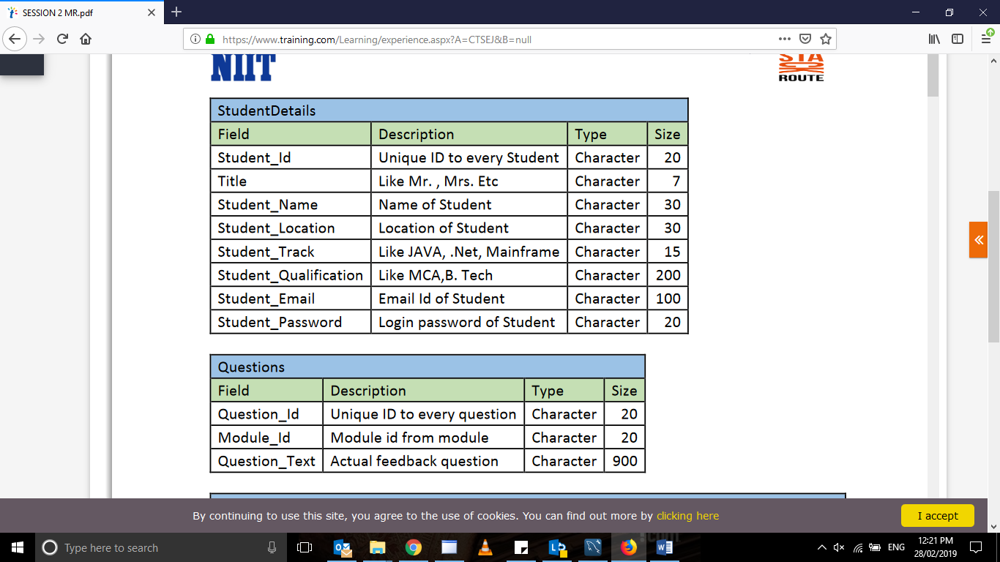 SESSION 2 MR.pdf
https://www.training.com/Learning/experience.aspx?A=CTSEJ&B=null
NIIT
STA
ROUTE
StudentDetails
Field Description Type Size
Student_Id Unique ID to every Student Character 20
Title Like Mr. , Mrs. Etc Character 7
Student_Name Name of Student Character 30
Student_Location Location of Student Character 30
Student_Track Like JAVA, .Net, Mainframe Character 15
Student_Qualification Like MCA,B. Tech Character 200
Student_Email Email Id of Student Character 100
Student_Password Login password of Student Character 20
Questions
Field Description Type Size
Question_Id Unique ID to every question Character 20
Module_Id Module id from module Character 20
Question_Text Actual feedback question Character 900
By continuing to use this site, you agree to the use of cookies. You can find out more by clicking here
I accept
Type here to search
ENG
12:21 PM
28/02/2019